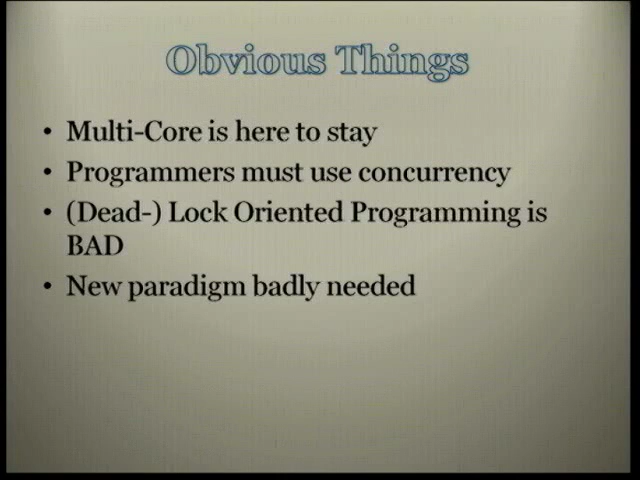 Obvious Things
• Multi-Core is here to stay
• Programmers must use concurrency
• (Dead-) Lock Oriented Programming is
BAD
• New paradigm badly needed